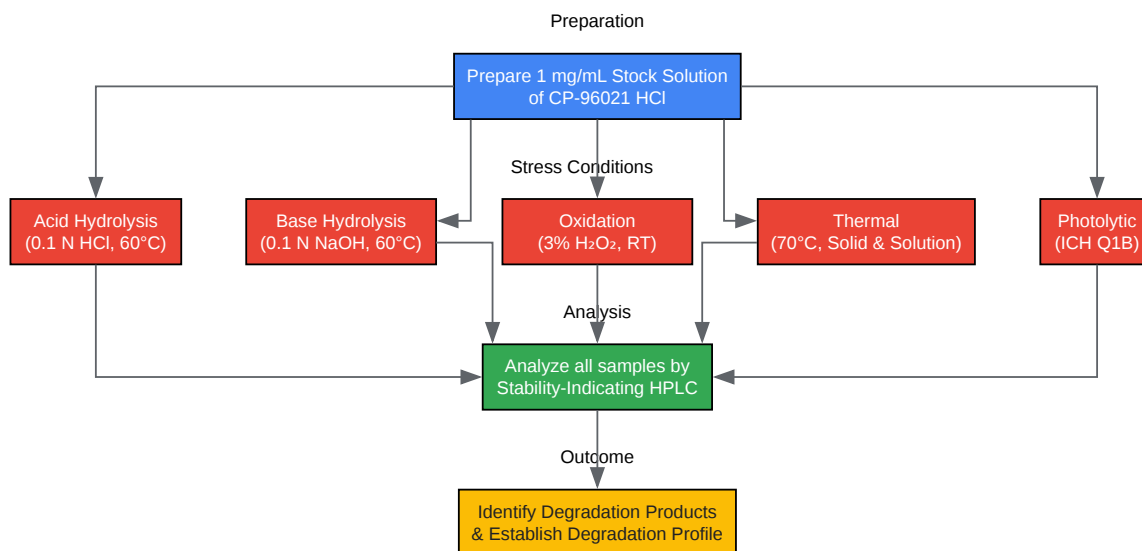 Preparation
Prepare 1 mg/mL Stock Solution
of CP-96021 HCl
Stress Conditions
Acid Hydrolysis
(0.1 N HCl, 60°C)
Base Hydrolysis
(0.1 N NaOH, 60°C)
Oxidation
(3% H₂O₂, RT)
Thermal
(70°C, Solid & Solution)
Photolytic
(ICH Q1B)
Analysis
Analyze all samples by
Stability-Indicating HPLC
Outcome
Identify Degradation Products
& Establish Degradation Profile